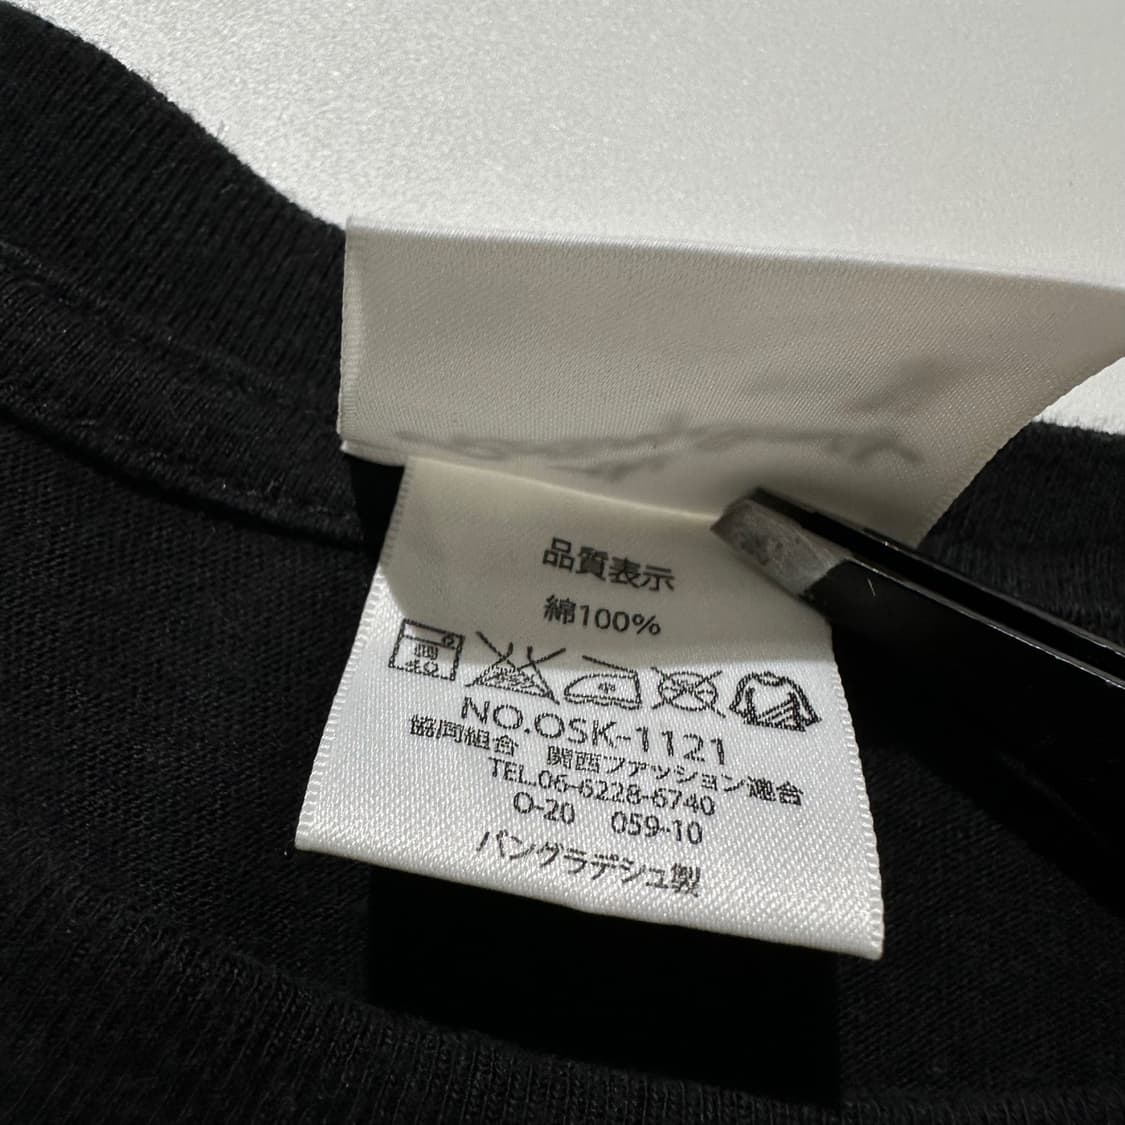 品質表示
綿100%
NO.OSK-1121
協同組合 関西ファッション連合
TEL.06-6228-6740
O-20 059-10
バングラデシュ製